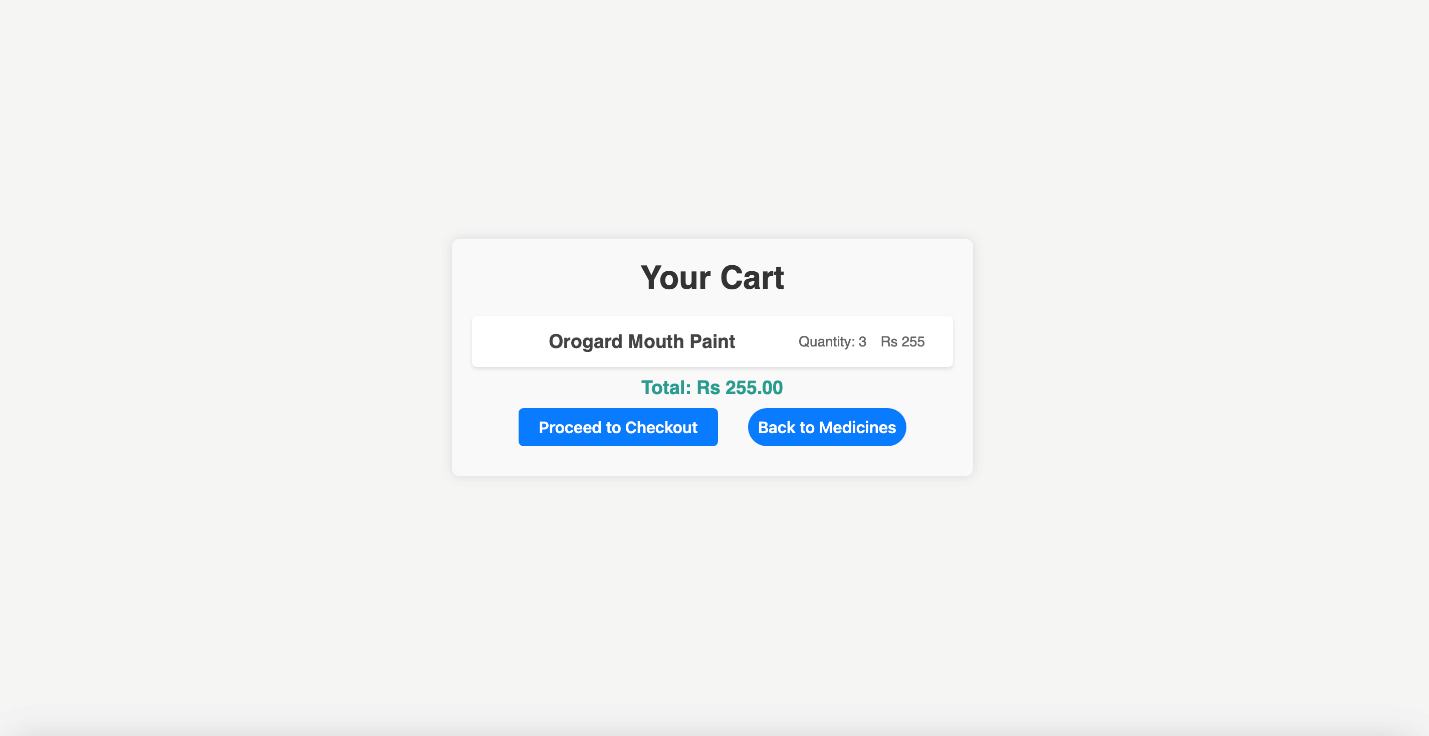 Your Cart
Orogard Mouth Paint Quantity: 3 Rs 255
Total: Rs 255.00
Proceed to Checkout Back to Medicines